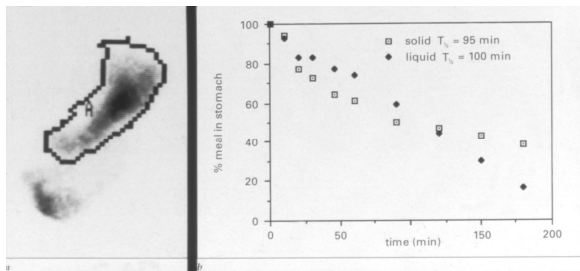 100
80
60
40
20
0
% meal in stomach
solid T½ = 95 min
liquid T½ = 100 min
0
50
100
150
200
time (min)
A
a
b